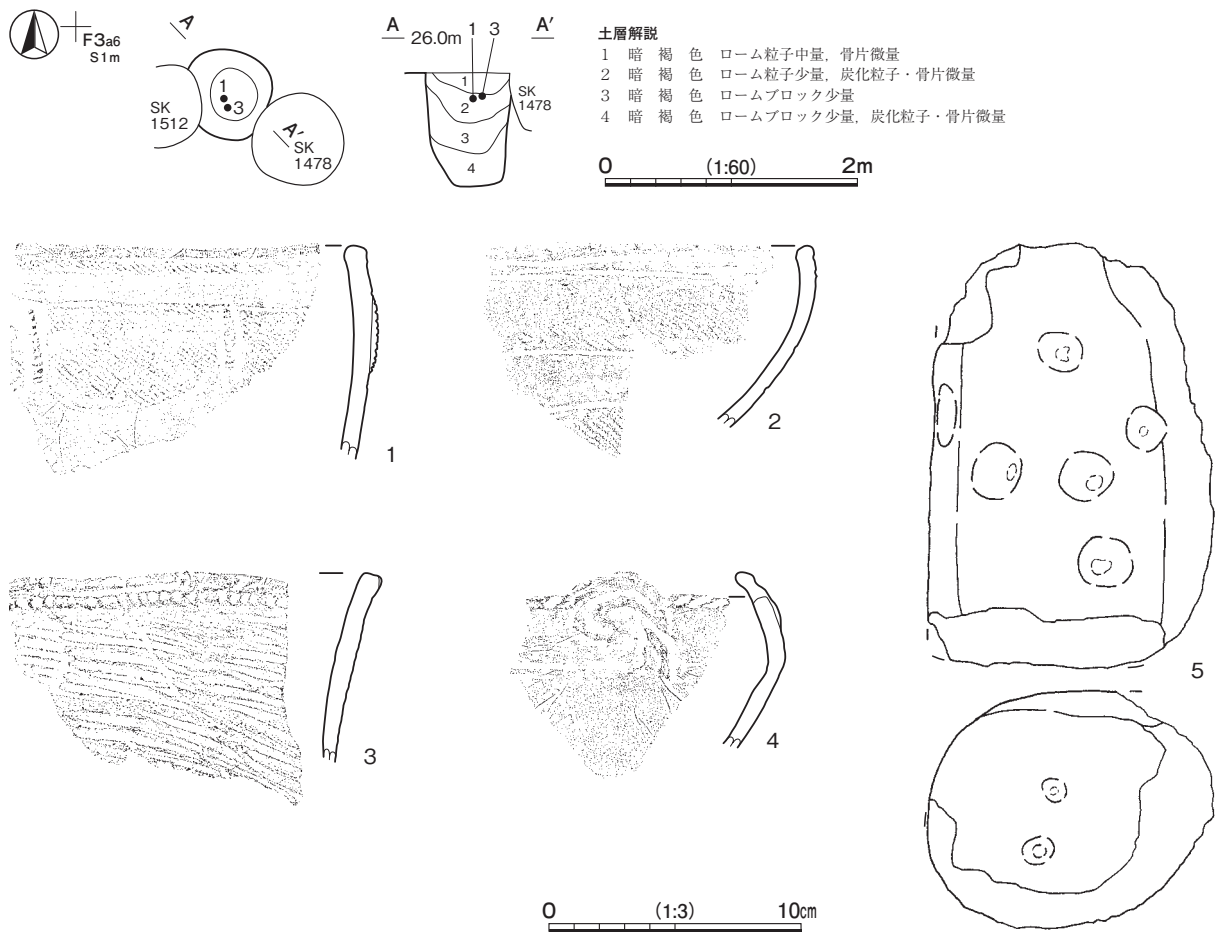 F3a6
S1m
A
1
3
SK
1512
A′
SK
1478
A 26.0m 1 3 A′
1
2
3
4
SK
1478
土層解説
1 暗 褐 色 ローム粒子中量，骨片微量
2 暗 褐 色 ローム粒子少量，炭化粒子・骨片微量
3 暗 褐 色 ロームブロック少量
4 暗 褐 色 ロームブロック少量，炭化粒子・骨片微量
0 (1:60) 2m
1
2
3
4
5
0 (1:3) 10cm